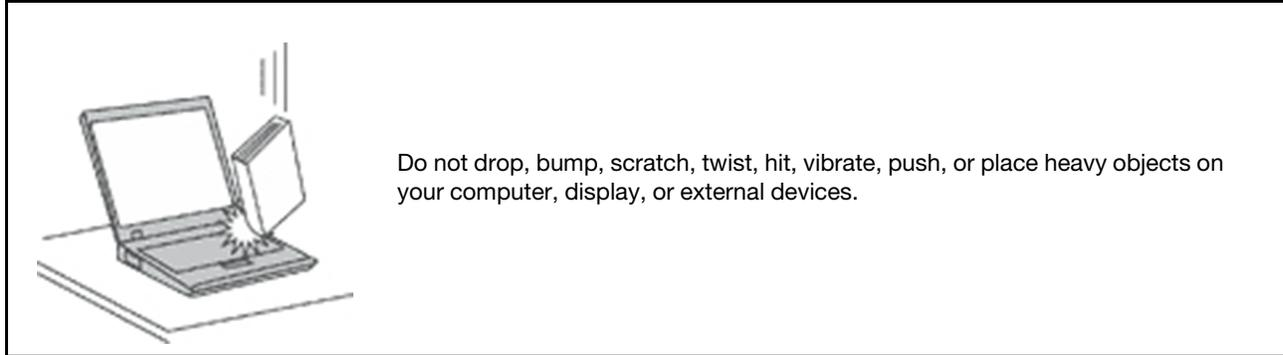 Do not drop, bump, scratch, twist, hit, vibrate, push, or place heavy objects on
your computer, display, or external devices.